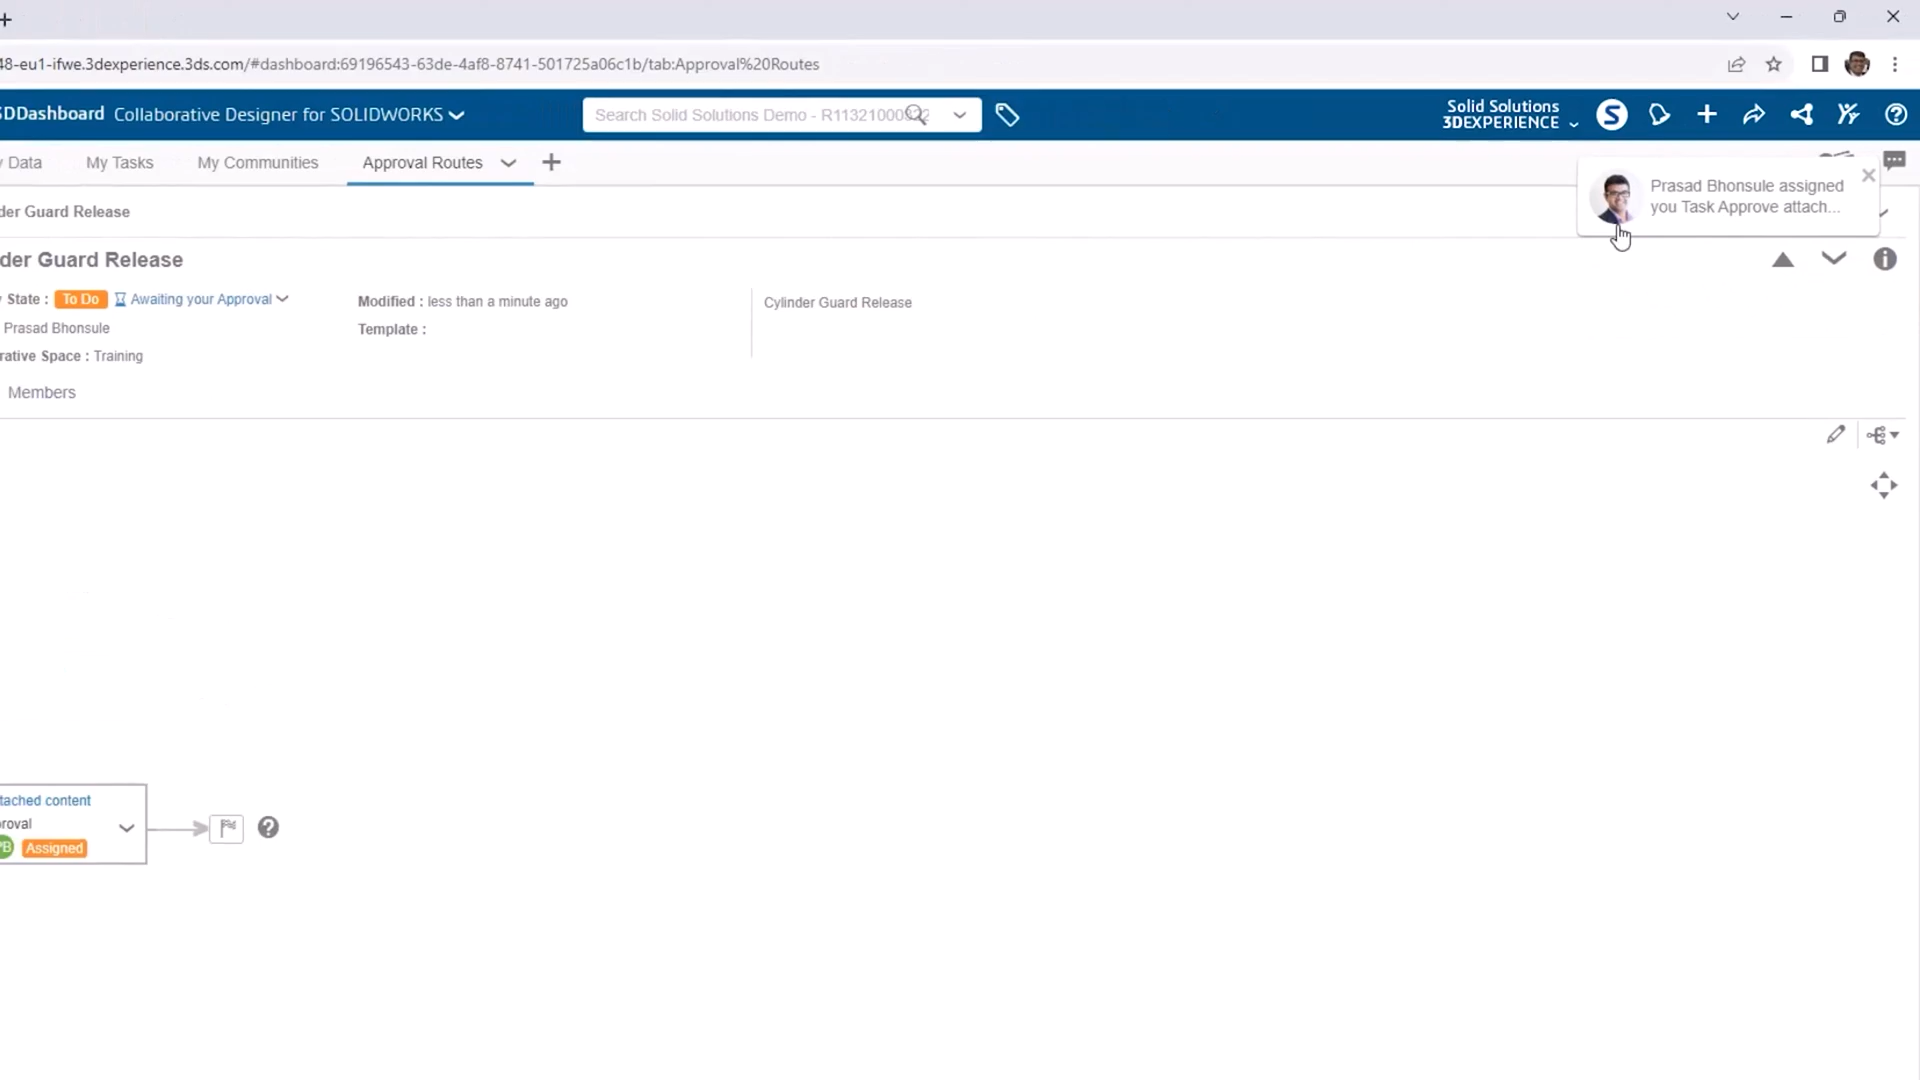 48-eu1-ifwe.3dexperience.3ds.com/#dashboard:69196543-63de-4af8-8741-501725a06c1b/tab:Approval%20Routes
3DDashboard Collaborative Designer for SOLIDWORKS
Search Solid Solutions Demo - R11321000
Solid Solutions
3DEXPERIENCE
S
y Data
My Tasks
My Communities
Approval Routes
Prasad Bhonsule assigned
you Task Approve attach...
der Guard Release
der Guard Release
y State : To Do Awaiting your Approval
Modified : less than a minute ago
Cylinder Guard Release
Prasad Bhonsule
Template :
rative Space : Training
Members
tached content
proval
PB Assigned